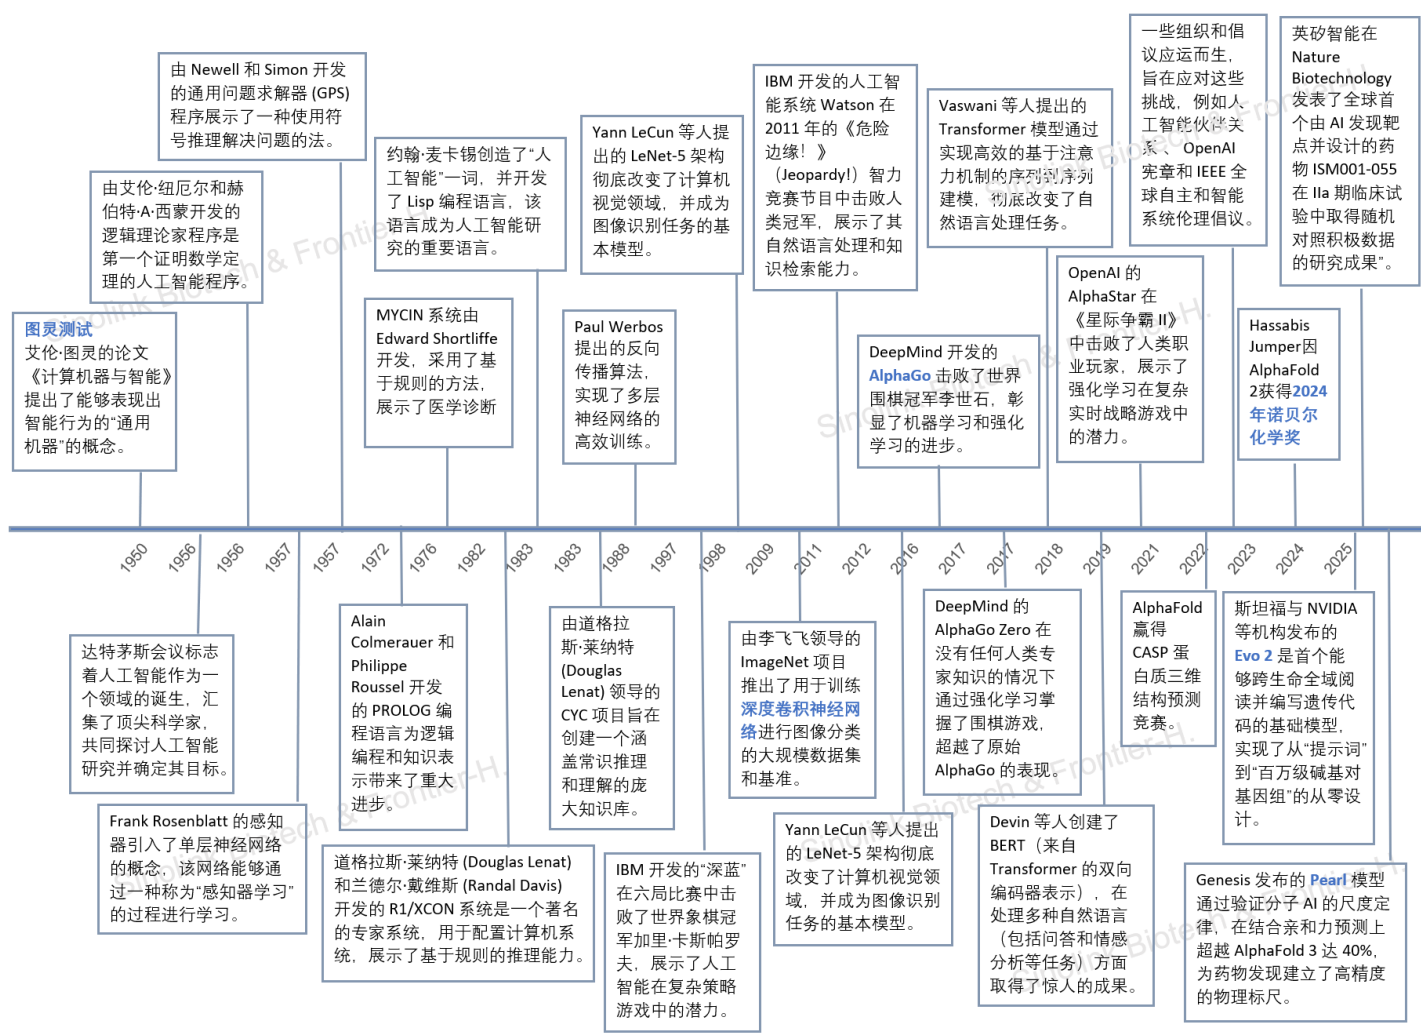 由 Newell 和 Simon 开发
的通用问题求解器 (GPS)
程序展示了一种使用符
号推理解决问题的法。
由艾伦·纽厄尔和赫
伯特·A·西蒙开发的
逻辑理论家程序是
第一个证明数学定
理的人工智能程序。
图灵测试
艾伦·图灵的论文
《计算机器与智能》
提出了能够表现出
智能行为的“通用
机器”的概念。
约翰·麦卡锡创造了“人
工智能”一词，并开发
了 Lisp 编程语言，该
语言成为人工智能研
究的重要语言。
MYCIN 系统由
Edward Shortliffe
开发，采用了基
于规则的方法，
展示了医学诊断
Yann LeCun 等人提
出的 LeNet-5 架构
彻底改变了计算机
视觉领域，并成为
图像识别任务的基
本模型。
Paul Werbos
提出的反向
传播算法，
实现了多层
神经网络的
高效训练。
IBM 开发的人工智
能系统 Watson 在
2011 年的《危险
边缘！》
（Jeopardy!）智力
竞赛节目中击败人
类冠军，展示了其
自然语言处理和知
识检索能力。
DeepMind 开发的
AlphaGo 击败了世界
围棋冠军李世石，彰
显了机器学习和强化
学习的进步。
Vaswani 等人提出的
Transformer 模型通过
实现高效的基于注意
力机制的序列到序列
建模，彻底改变了自
然语言处理任务。
OpenAI 的
AlphaStar 在
《星际争霸 II》
中击败了人类职
业玩家，展示了
强化学习在复杂
实时战略游戏中
的潜力。
一些组织和倡
议应运而生，
旨在应对这些
挑战，例如人
工智能伙伴关
系 、OpenAI
宪章和 IEEE 全
球自主和智能
系统伦理倡议。
Hassabis
Jumper因
AlphaFold
2获得2024
年诺贝尔
化学奖
英矽智能在
Nature
Biotechnology
发表了全球首
个由 AI 发现靶
点并设计的药
物 ISM001-055
在 IIa 期临床试
验中取得随机
对照积极数据
的研究成果”。
1950
1956
1956
1957
1957
1972
1976
1982
1983
1983
1988
1997
1998
2009
2011
2012
2016
2017
2017
2018
2019
2021
2022
2023
2024
2025
达特茅斯会议标志
着人工智能作为一
个领域的诞生，汇
集了顶尖科学家，
共同探讨人工智能
研究并确定其目标。
Frank Rosenblatt 的感知
器引入了单层神经网络
的概念，该网络能够通
过一种称为“感知器学习”
的过程进行学习。
Alain
Colmerauer 和
Philippe
Roussel 开发
的 PROLOG 编
程语言为逻辑
编程和知识表
示带来了重大
进步。
道格拉斯·莱纳特 (Douglas Lenat)
和兰德尔·戴维斯 (Randal Davis)
开发的 R1/XCON 系统是一个著名
的专家系统，用于配置计算机系
统，展示了基于规则的推理能力。
由道格拉
斯·莱纳特
(Douglas
Lenat) 领导的
CYC 项目旨在
创建一个涵
盖常识推理
和理解的庞
大知识库。
IBM 开发的“深蓝”
在六局比赛中击
败了世界象棋冠
军加里·卡斯帕罗
夫，展示了人工
智能在复杂策略
游戏中的潜力。
由李飞飞领导的
ImageNet 项目
推出了用于训练
深度卷积神经网
络进行图像分类
的大规模数据集
和基准。
Yann LeCun 等人提出
的 LeNet-5 架构彻底
改变了计算机视觉领
域，并成为图像识别
任务的基本模型。
DeepMind 的
AlphaGo Zero 在
没有任何人类专
家知识的情况下
通过强化学习掌
握了围棋游戏，
超越了原始
AlphaGo 的表现。
Devin 等人创建了
BERT（来自
Transformer 的双向
编码器表示），在
处理多种自然语言
（包括问答和情感
分析等任务）方面
取得了惊人的成果。
AlphaFold
赢得
CASP 蛋
白质三维
结构预测
竞赛。
斯坦福与 NVIDIA
等机构发布的
Evo 2 是首个能
够跨生命全域阅
读并编写遗传代
码的基础模型，
实现了从“提示词”
到“百万级碱基对
基因组”的从零设
计。
Genesis 发布的 Pearl 模型
通过验证分子 AI 的尺度定
律，在结合亲和力预测上
超越 AlphaFold 3 达 40%，
为药物发现建立了高精度
的物理标尺。
Sinolink Biotech & Frontier-H.
Sinolink Biotech & Frontier-H.
Sinolink Biotech & Frontier-H.
Sinolink Biotech & Frontier-H.
Sinolink Biotech & Frontier-H.
Sinolink Biotech & Frontier-H.